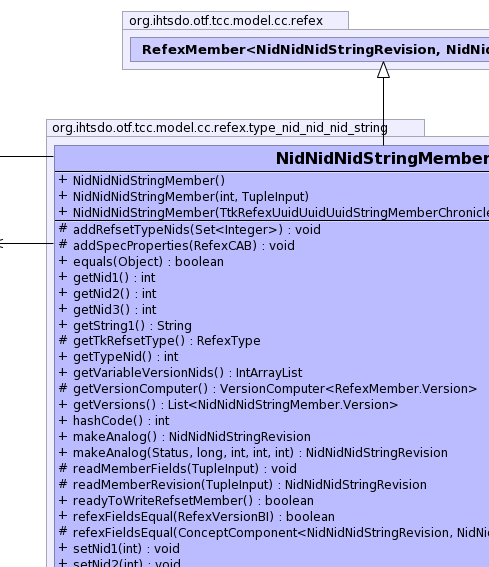 org.ihtsdo.otf.tcc.model.cc.refex
RefexMember<NidNidNidStringRevision, NidNi
org.ihtsdo.otf.tcc.model.cc.refex.type_nid_nid_nid_string
NidNidNidStringMember
+ NidNidNidStringMember()
+ NidNidNidStringMember(int, TupleInput)
+ NidNidNidStringMember(TtkRefexUuidUuidUuidStringMemberChronicle
# addRefsetTypeNids(Set<Integer>) : void
# addSpecProperties(RefexCAB) : void
+ equals(Object) : boolean
+ getNid1() : int
+ getNid2() : int
+ getNid3() : int
+ getString1() : String
# getTkRefsetType() : RefexType
+ getTypeNid() : int
+ getVariableVersionNids() : IntArrayList
# getVersionComputer() : VersionComputer<RefexMember.Version>
+ getVersions() : List<NidNidNidStringMember.Version>
+ hashCode() : int
+ makeAnalog() : NidNidNidStringRevision
+ makeAnalog(Status, long, int, int, int) : NidNidNidStringRevision
# readMemberFields(TupleInput) : void
# readMemberRevision(TupleInput) : NidNidNidStringRevision
+ readyToWriteRefsetMember() : boolean
+ refexFieldsEqual(RefexVersionBI) : boolean
# refexFieldsEqual(ConceptComponent<NidNidNidStringRevision, NidNi
+ setNid1(int) : void
+ setNid2(int) : void